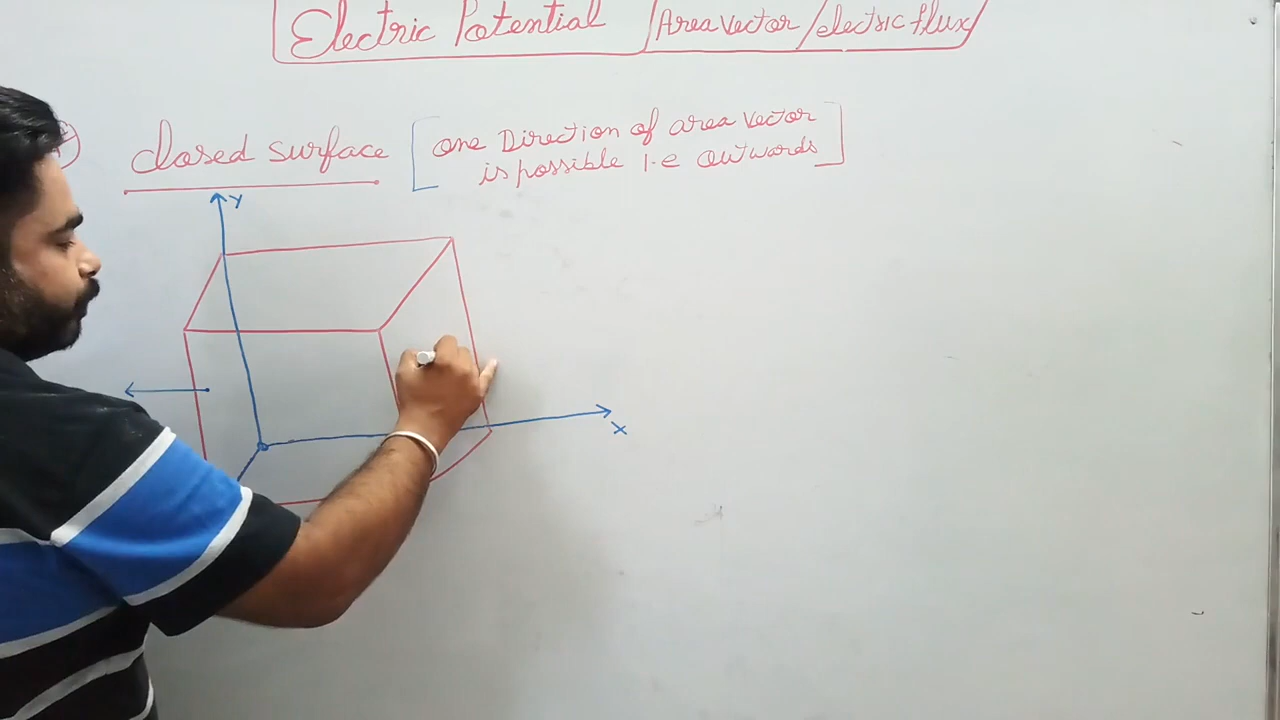 Electric Potential / Area vector / electric flux
closed surface [ one Direction of area vector
is possible i.e outwards ]
Y
X